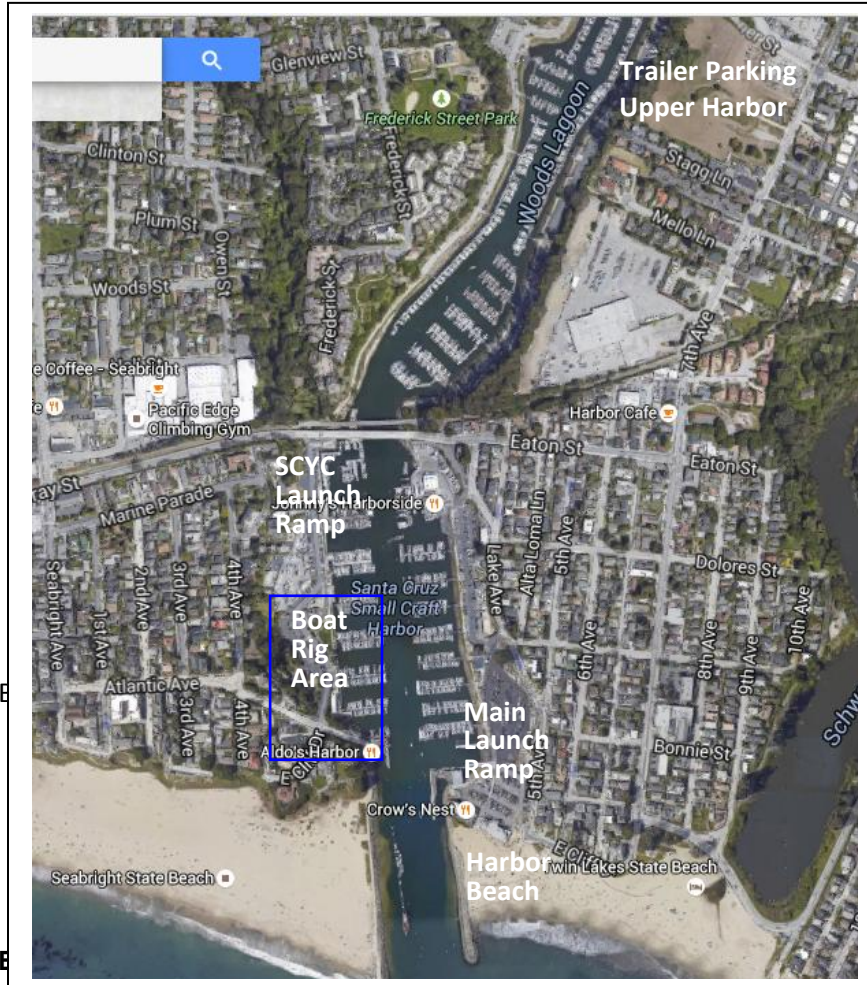 Glenview St
Trailer Parking
Upper Harbor
Frederick Street Park
Clinton St
Frederick St
Woods Lagoon
Stagg Ln
Plum St
Owen St
Mello Ln
Woods St
Frederick St
7th Ave
e Coffee - Seabright
Pacific Edge
Climbing Gym
Harbor Cafe
Eaton St
Eaton St
SCYC
Launch
Ramp
Johnny's Harborside
ray St
Marine Parade
Alta Loma Ln
5th Ave
Lake Ave
Dolores St
Seabright Ave
1st Ave
2nd Ave
3rd Ave
4th Ave
Santa Cruz
Small Craft
Harbor
Boat
Rig
Area
6th Ave
8th Ave
9th Ave
10th Ave
Atlantic Ave
3rd Ave
4th Ave
Main
Launch
Ramp
Schw
Bonnie St
Aldo's Harbor
E Cliff Dr
5th Ave
Crow's Nest
E Cliff
Harbor
Beach
Twin Lakes State Beach
Seabright State Beach
E
E